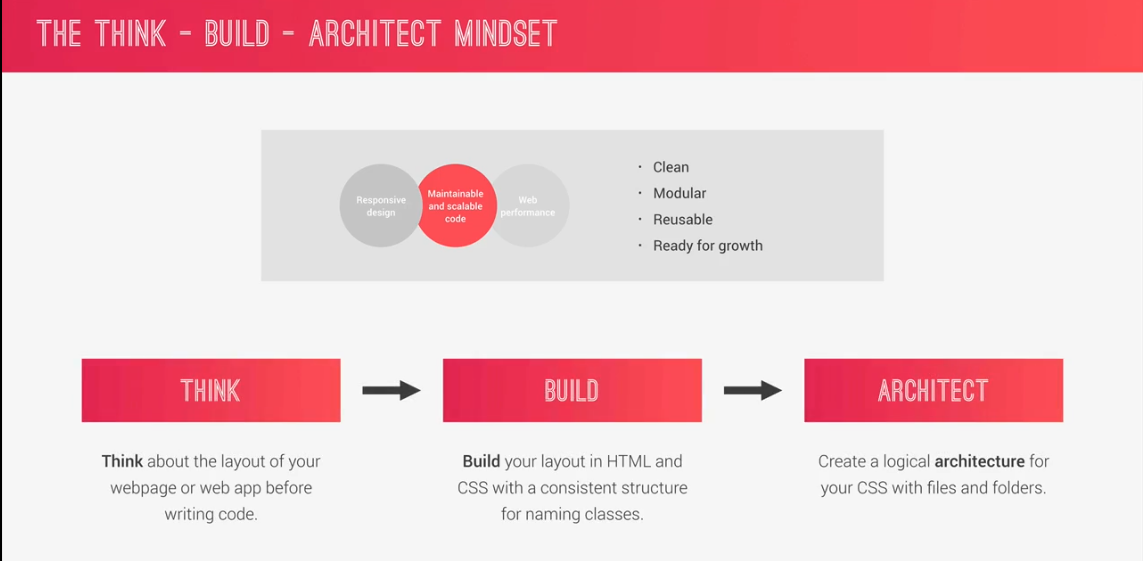 THE THINK – BUILD – ARCHITECT MINDSET
Responsive
design
Maintainable
and scalable
code
Web
performance
· Clean
· Modular
· Reusable
· Ready for growth
THINK
BUILD
ARCHITECT
Think about the layout of your
webpage or web app before
writing code.
Build your layout in HTML and
CSS with a consistent structure
for naming classes.
Create a logical architecture for
your CSS with files and folders.